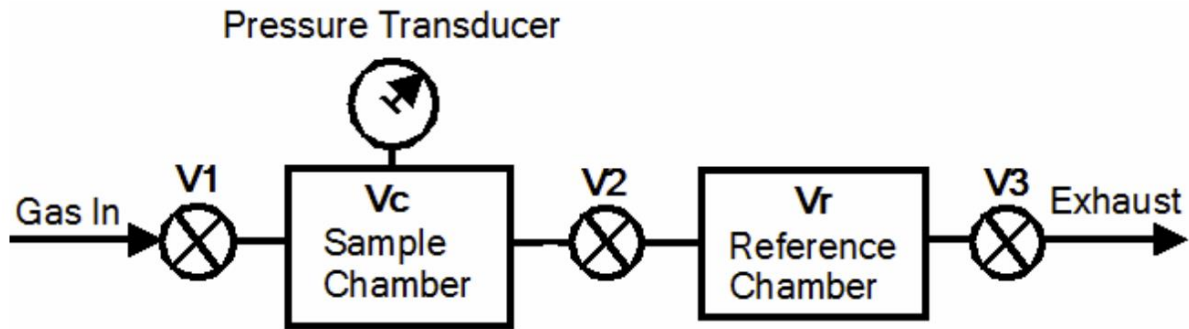 Pressure Transducer
V1
Vc
V2
Vr
V3
Gas In
Sample
Chamber
Reference
Chamber
Exhaust